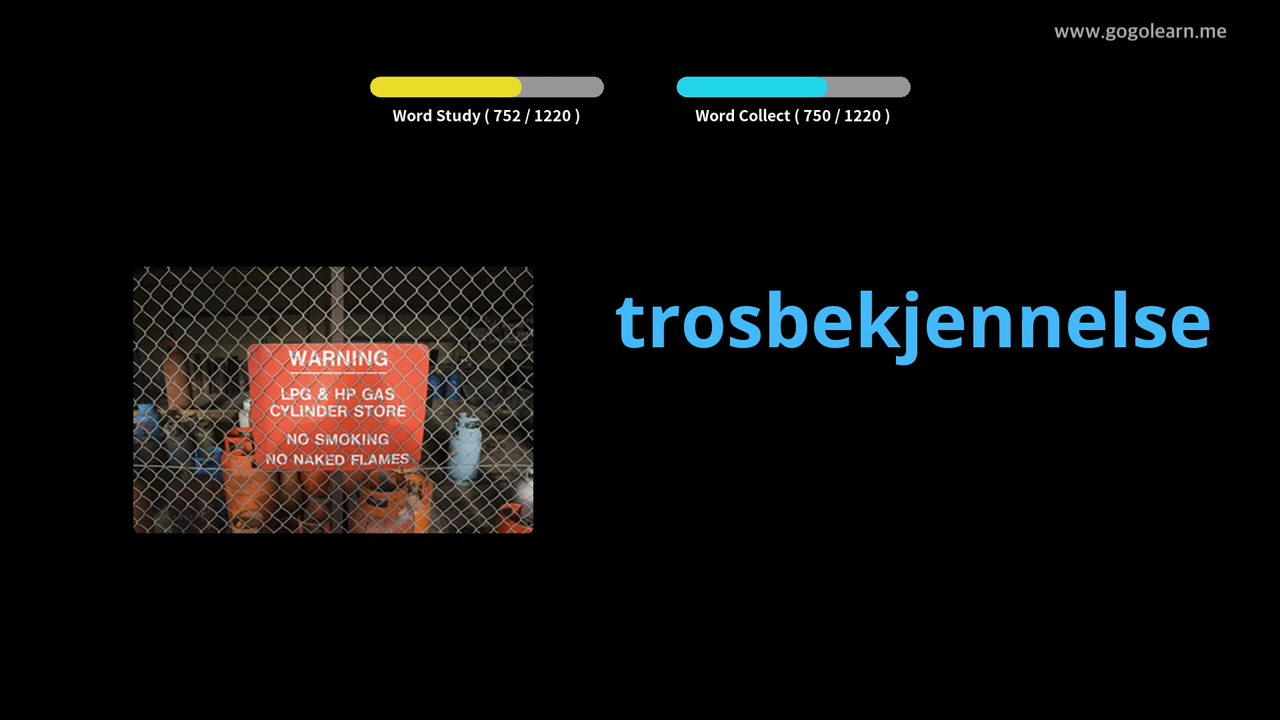 www.gogolearn.me
Word Study ( 752 / 1220 )
Word Collect ( 750 / 1220 )
trosbekjennelse
WARNING
LPG & HP GAS
CYLINDER STORE
NO SMOKING
NO NAKED FLAMES